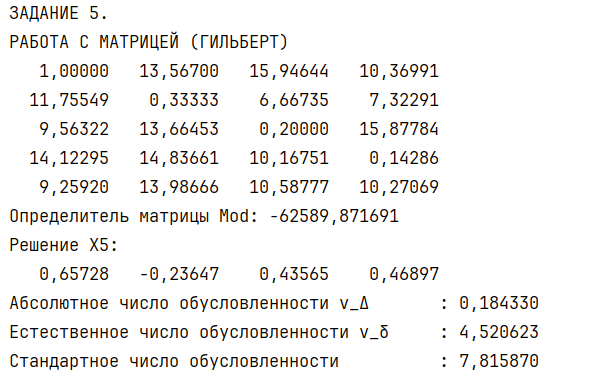 ЗАДАНИЕ 5.
РАБОТА С МАТРИЦЕЙ (ГИЛЬБЕРТ)
1,00000 13,56700 15,94644 10,36991
11,75549 0,33333 6,66735 7,32291
9,56322 13,66453 0,20000 15,87784
14,12295 14,83661 10,16751 0,14286
9,25920 13,98666 10,58777 10,27069
Определитель матрицы Mod: -62589,871691
Решение X5:
0,65728 -0,23647 0,43565 0,46897
Абсолютное число обусловленности v_Δ : 0,184330
Естественное число обусловленности v_δ : 4,520623
Стандартное число обусловленности : 7,815870